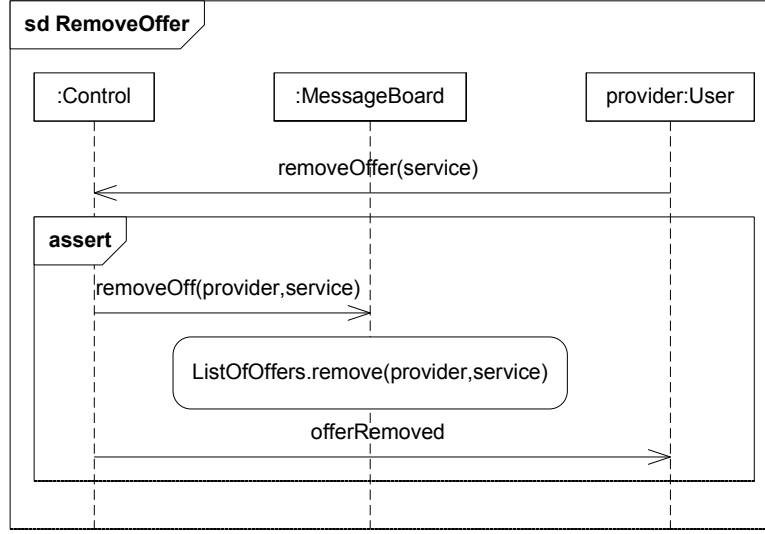 sd RemoveOffer
:Control
:MessageBoard
provider:User
removeOffer(service)
assert
removeOff(provider,service)
ListOfOffers.remove(provider,service)
offerRemoved